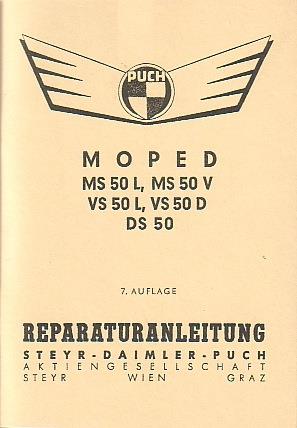 PUCH
MOPED
MS 50 L, MS 50 V
VS 50 L, VS 50 D
DS 50
7. AUFLAGE
REPARATURANLEITUNG
STEYR-DAIMLER-PUCH
AKTIENGESELLSCHAFT
STEYR WIEN GRAZ